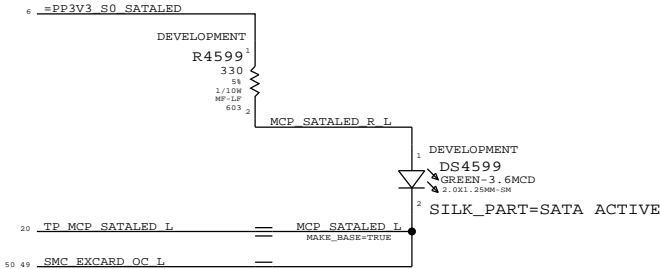 6 =PP3V3_S0_SATALED
DEVELOPMENT
R4599 1
330
5%
1/10W
MF-LF
603
2
MCP_SATALED_R_L
1 DEVELOPMENT
DS4599
GREEN-3.6MCD
2.0X1.25MM-SM
2
SILK_PART=SATA ACTIVE
20 TP_MCP_SATALED_L MCP_SATALED_L
MAKE_BASE=TRUE
50 49 SMC_EXCARD_OC_L